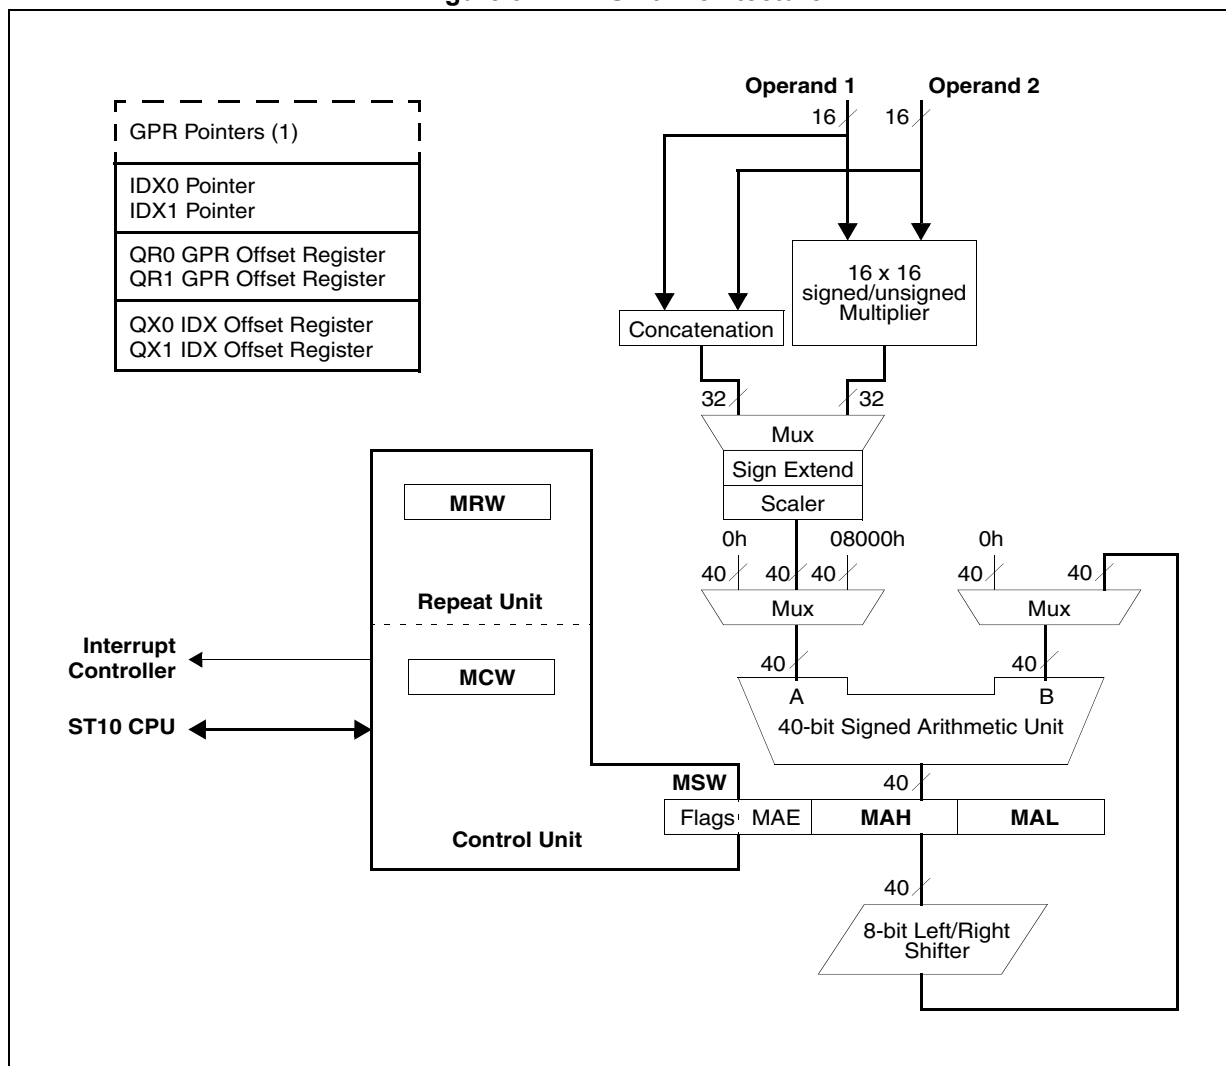 Operand 1
Operand 2
16
16
GPR Pointers (1)
IDX0 Pointer
IDX1 Pointer
QR0 GPR Offset Register
QR1 GPR Offset Register
QX0 IDX Offset Register
QX1 IDX Offset Register
16 x 16
signed/unsigned
Multiplier
Concatenation
32
32
Mux
Sign Extend
Scaler
0h
08000h
0h
40
40
40
40
40
Mux
Mux
MRW
Repeat Unit
Interrupt
Controller
MCW
ST10 CPU
40
40
A
B
40-bit Signed Arithmetic Unit
MSW
40
Flags
MAE
MAH
MAL
Control Unit
40
8-bit Left/Right
Shifter